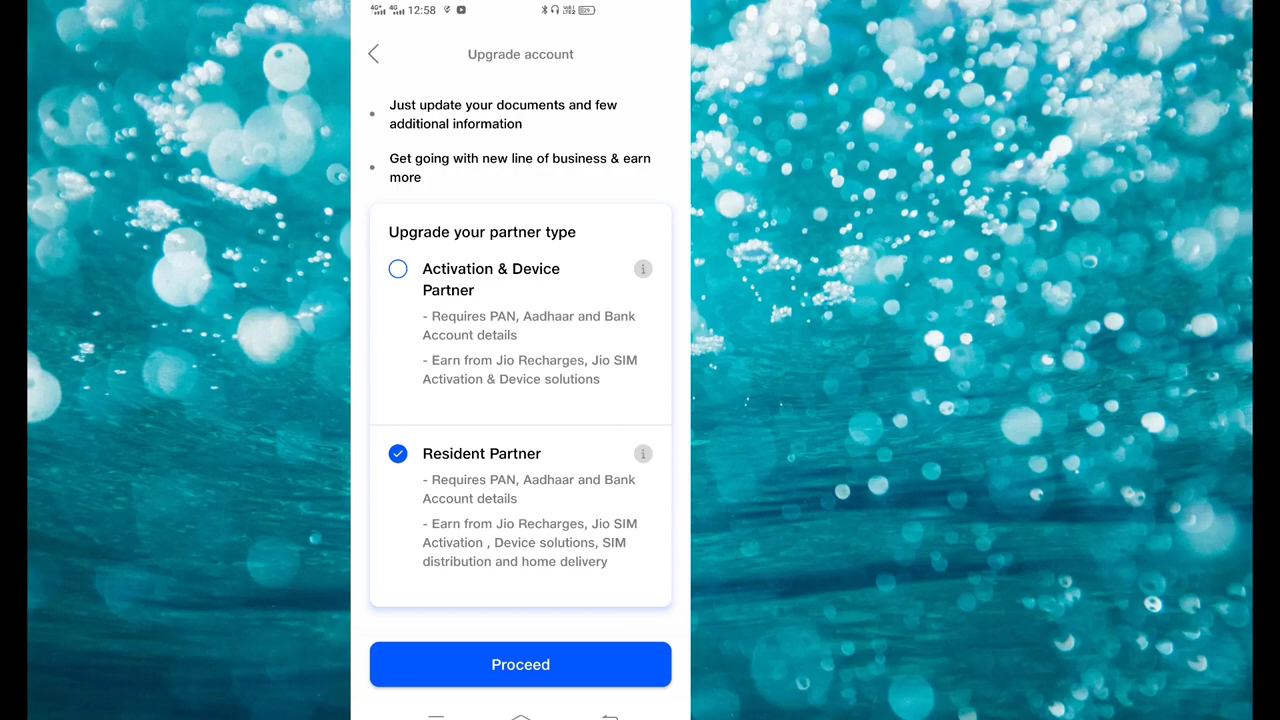 4G+ 4G 12:58
Upgrade account
Just update your documents and few
additional information
Get going with new line of business & earn
more
Upgrade your partner type
Activation & Device
Partner
- Requires PAN, Aadhaar and Bank
Account details
- Earn from Jio Recharges, Jio SIM
Activation & Device solutions
Resident Partner
- Requires PAN, Aadhaar and Bank
Account details
- Earn from Jio Recharges, Jio SIM
Activation , Device solutions, SIM
distribution and home delivery
Proceed